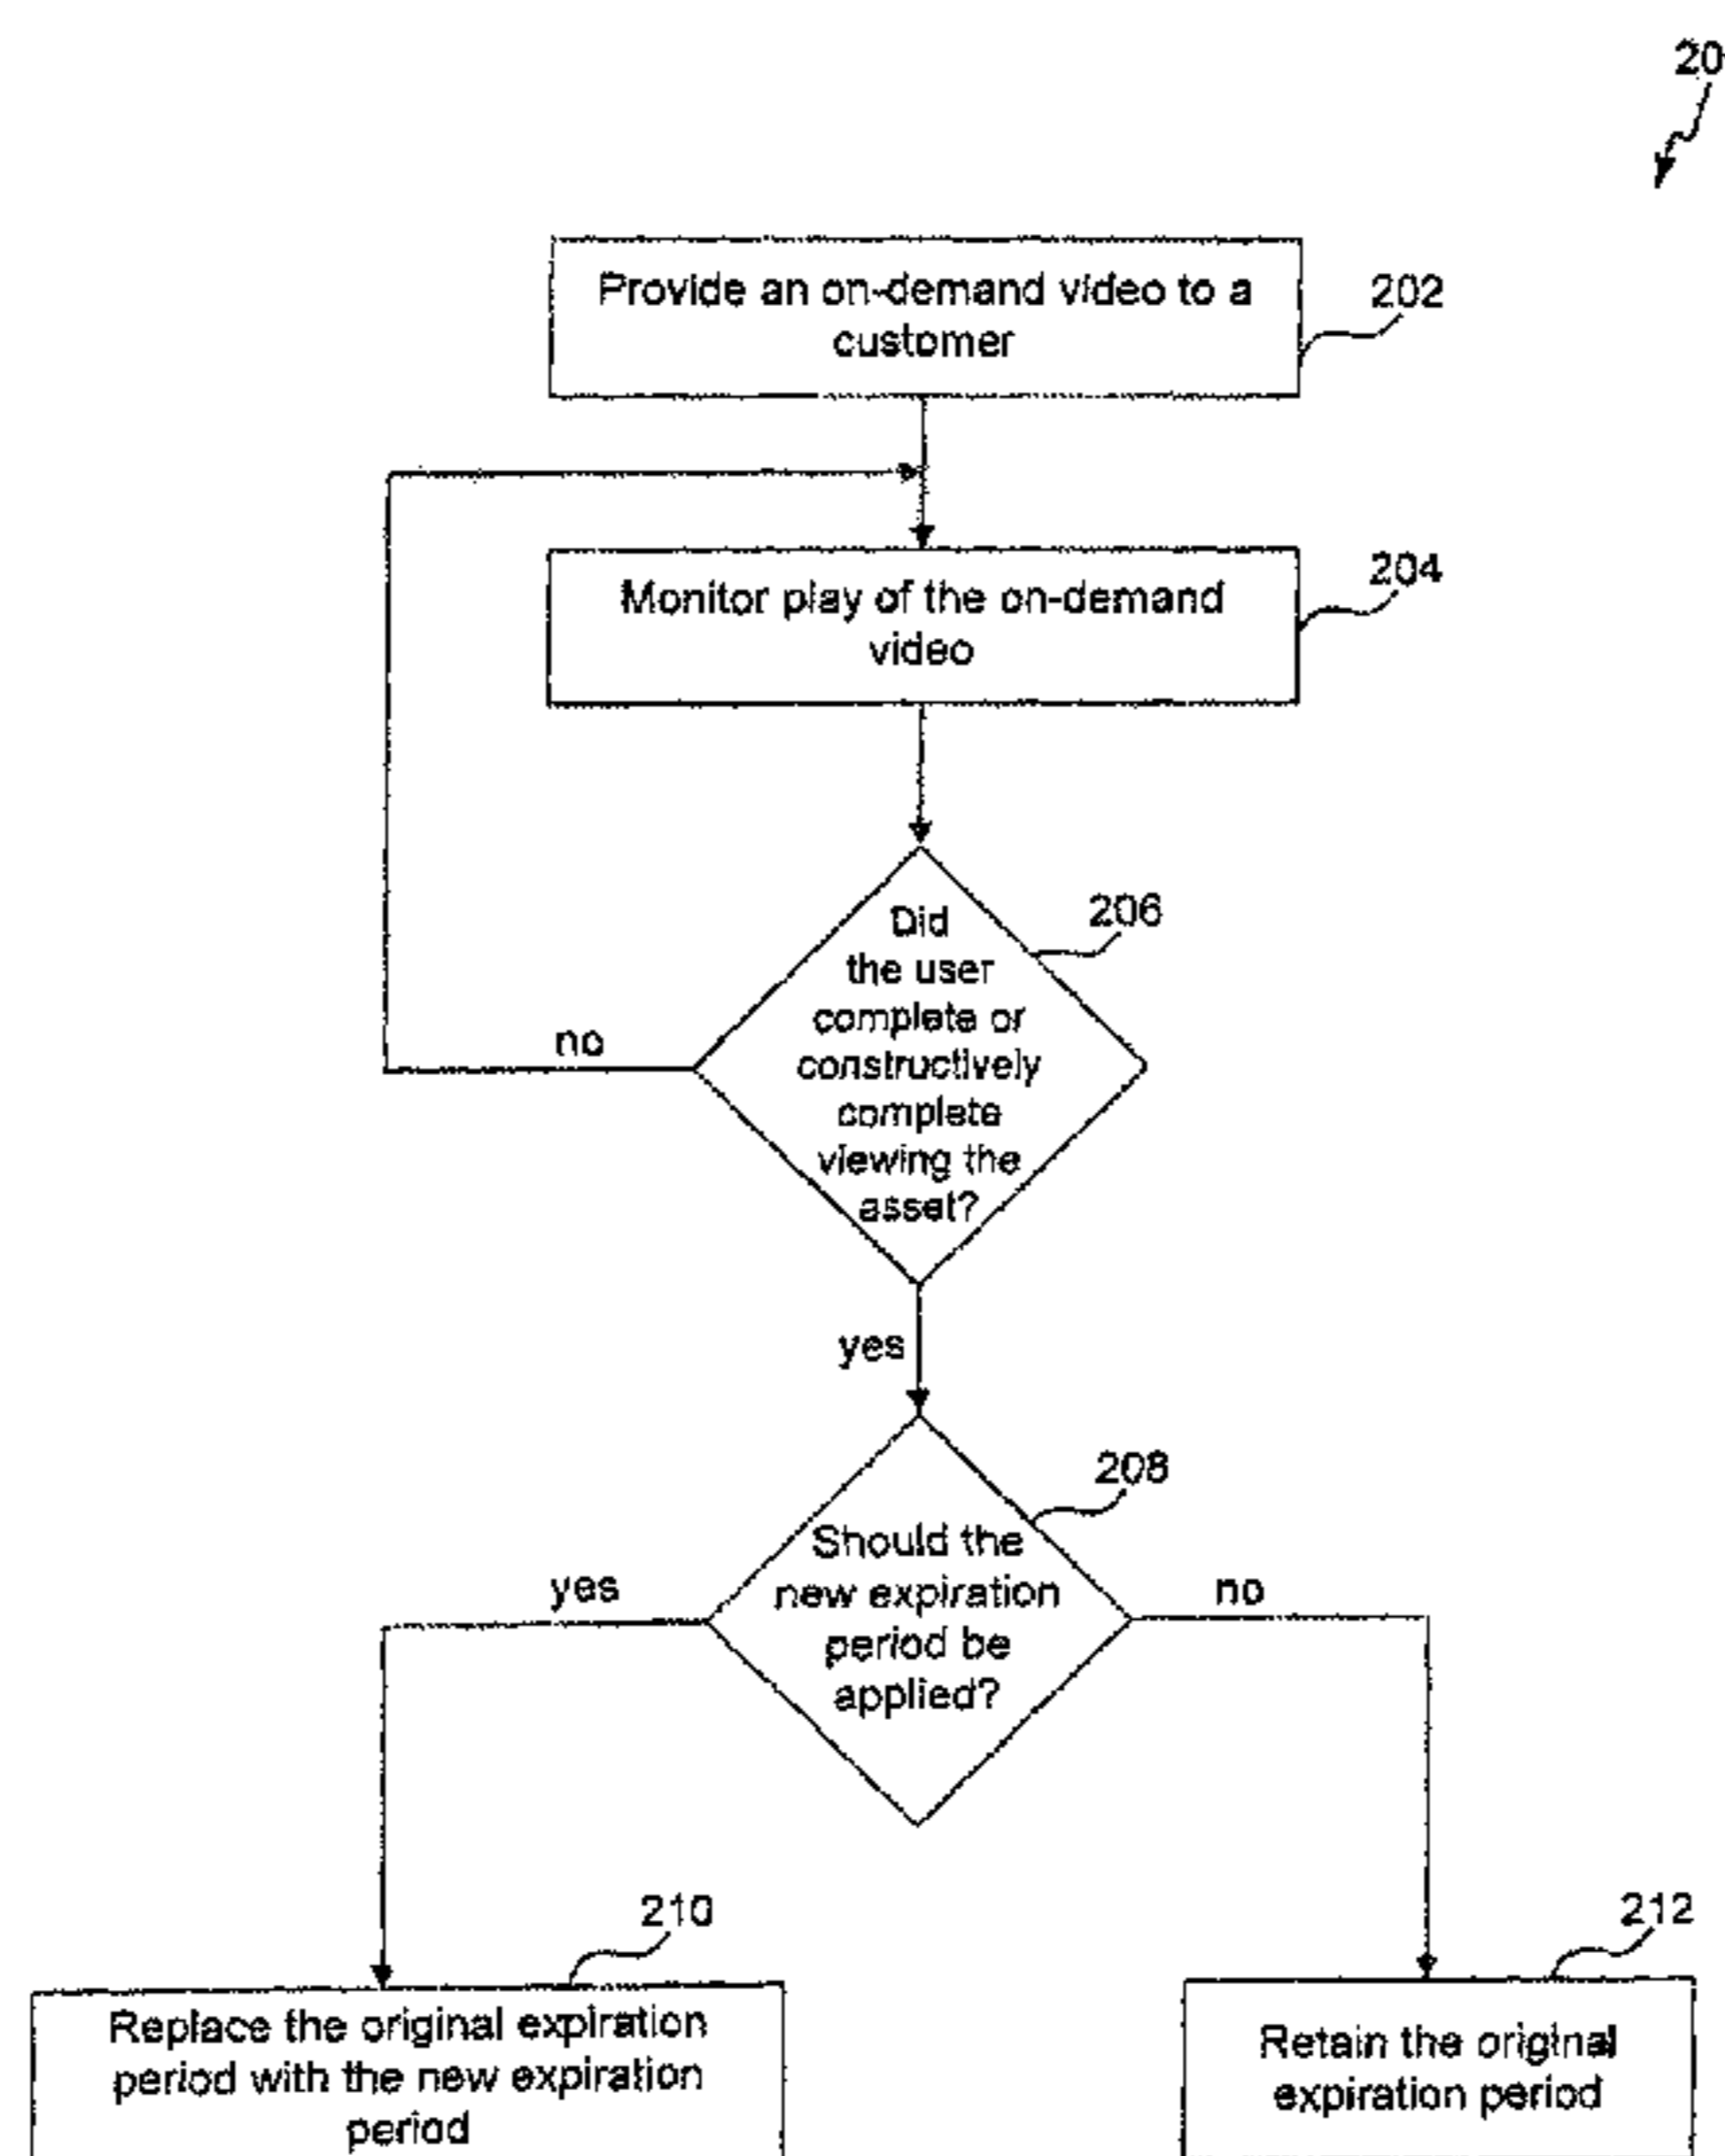 20
Provide an on-demand video to a
customer
202
Monitor play of the on-demand
video
204
Did
the user
complete or
constructively
complete
viewing the
asset?
206
no
yes
Should the
new expiration
period be
applied?
208
yes
no
210
Replace the original expiration
period with the new expiration
period
212
Retain the original
expiration period